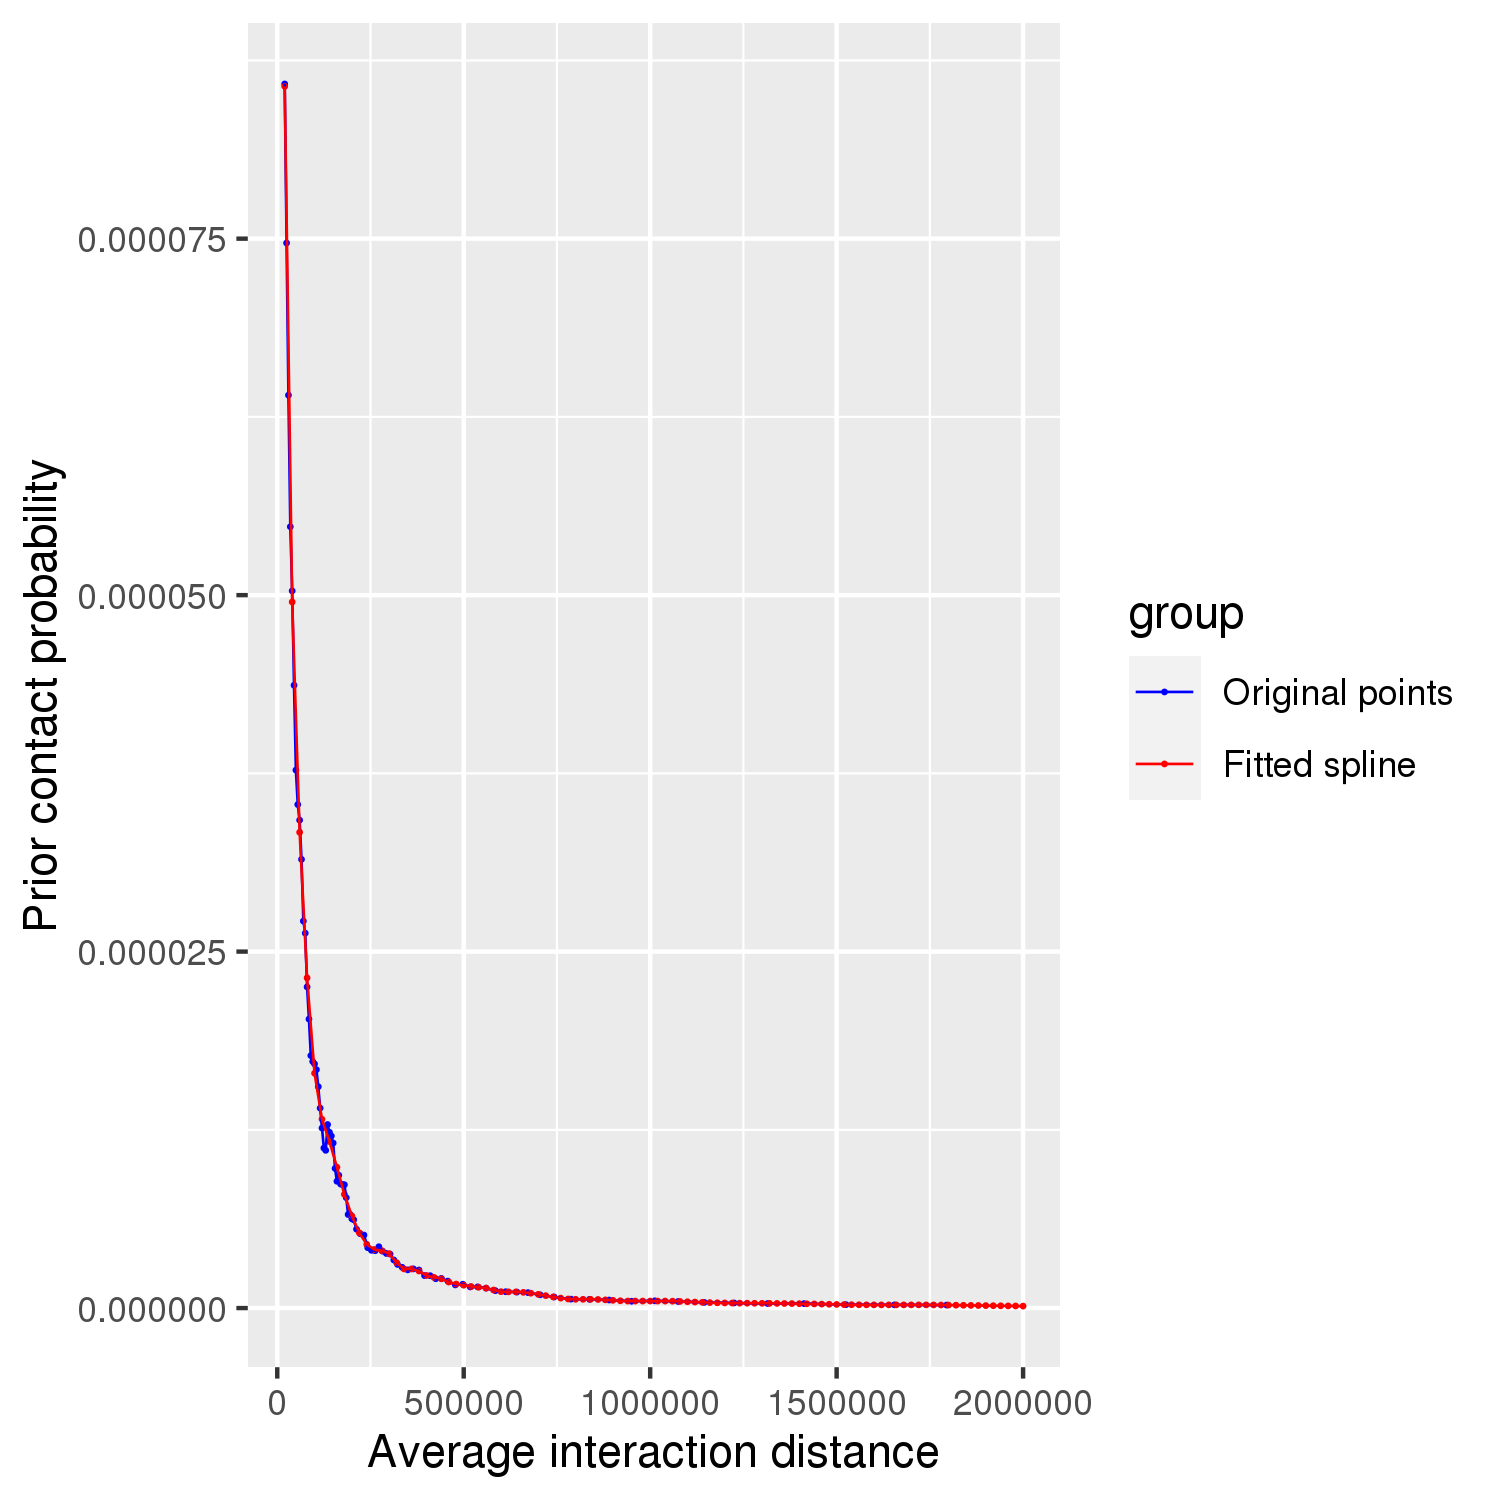 0.000075
0.000050
0.000025
0.000000
Prior contact probability
0 500000 1000000 1500000 2000000
Average interaction distance
group
Original points
Fitted spline